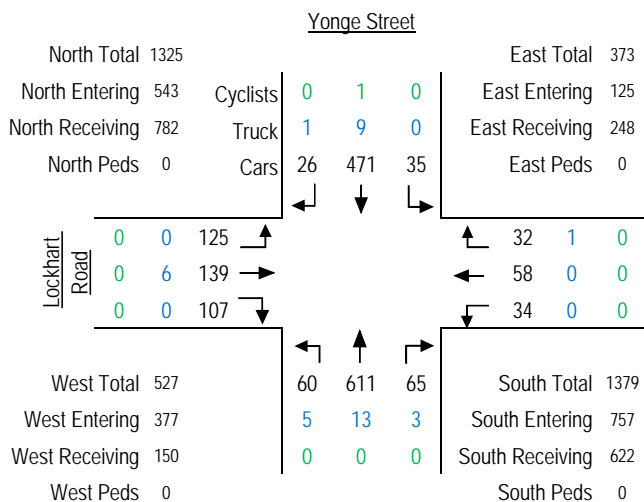 Yonge Street
North Total 1325
North Entering 543
North Receiving 782
North Peds 0
Cyclists 0 1 0
Truck 1 9 0
Cars 26 471 35
East Total 373
East Entering 125
East Receiving 248
East Peds 0
Lockhart
Road
0 0 125
0 6 139
0 0 107
32 1 0
58 0 0
34 0 0
West Total 527
West Entering 377
West Receiving 150
West Peds 0
60 611 65
5 13 3
0 0 0
South Total 1379
South Entering 757
South Receiving 622
South Peds 0